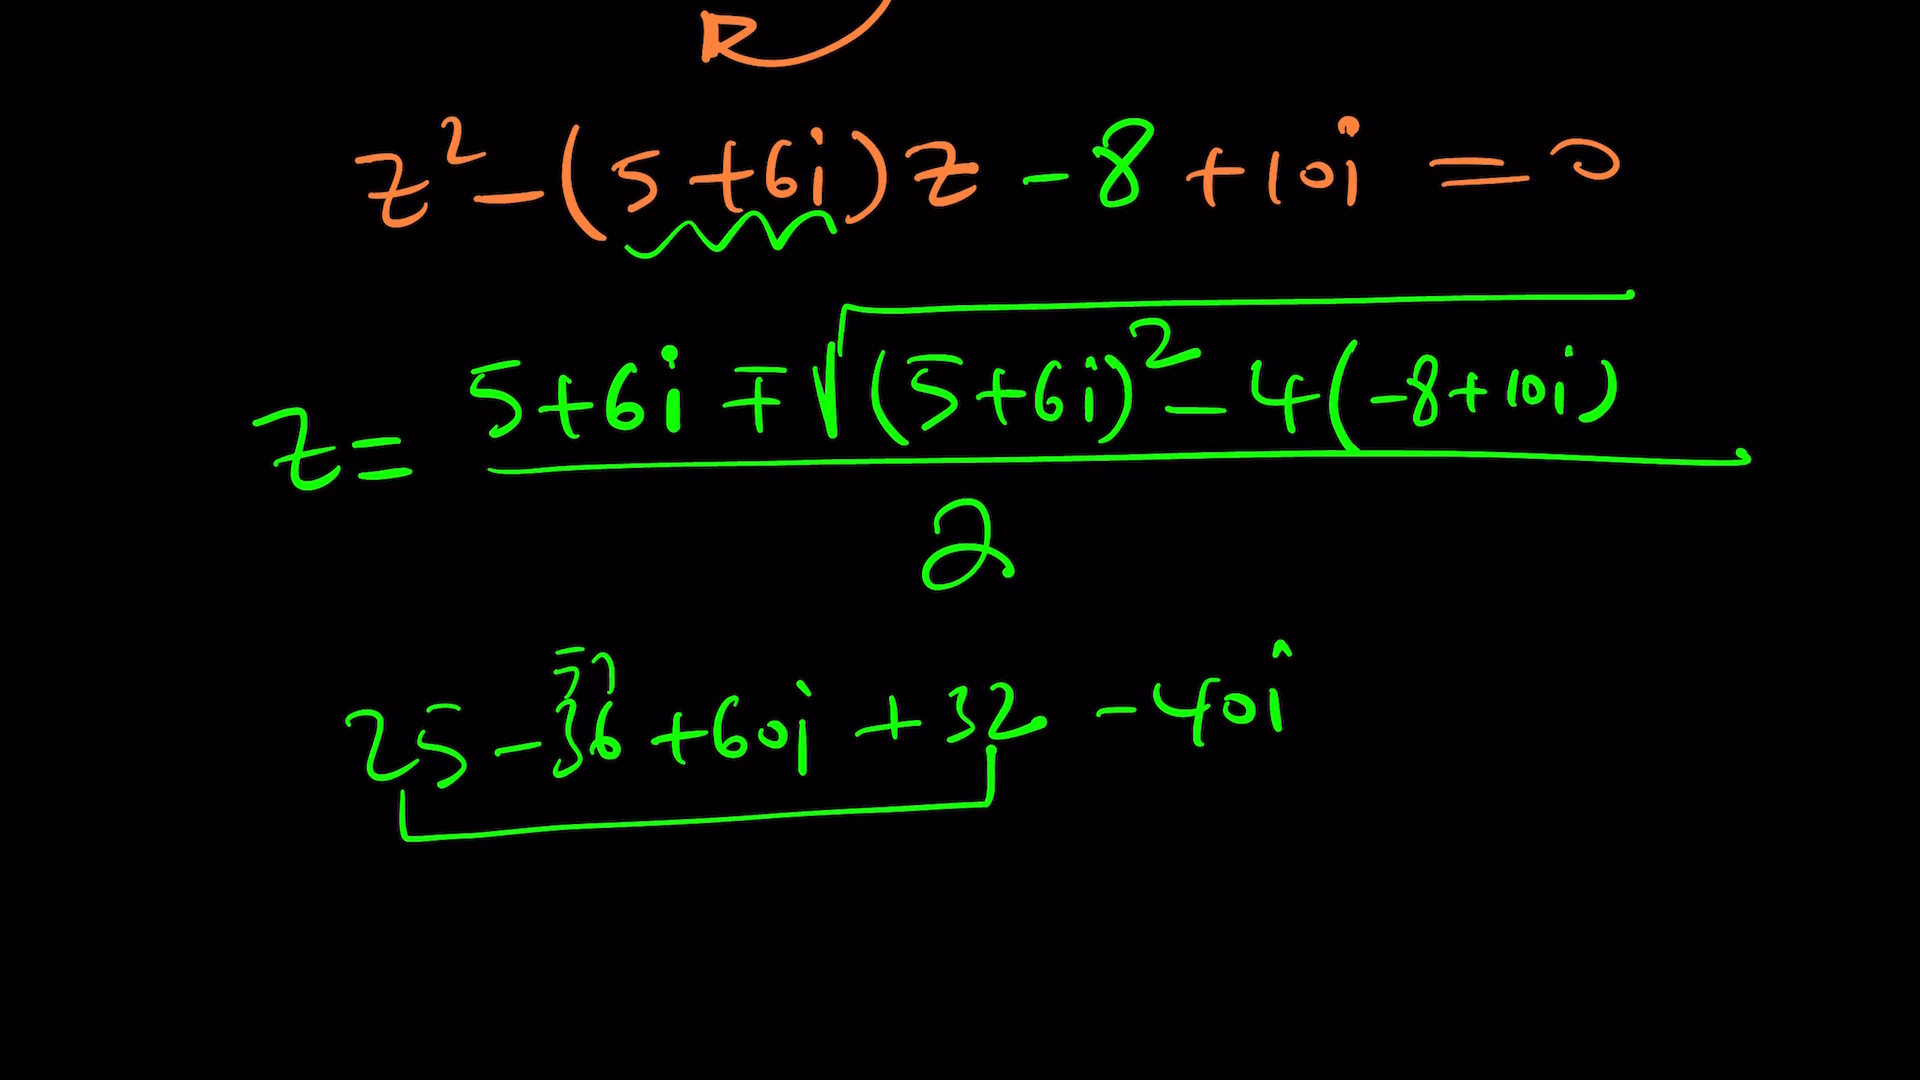 z² - (5 + 6i)z - 8 + 10i = 0
z = (5 + 6i ∓ √((5 + 6i)² - 4(-8 + 10i))) / 2
57
25 - 36 + 60i + 32 - 40i